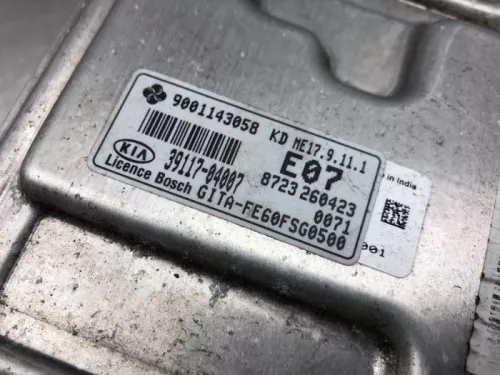 9001143058 KD ME17.9.11.1
KIA 39117-04007 E07
8723 260423
Licence Bosch 0071
GITA-FE60FSG0500
in India
001